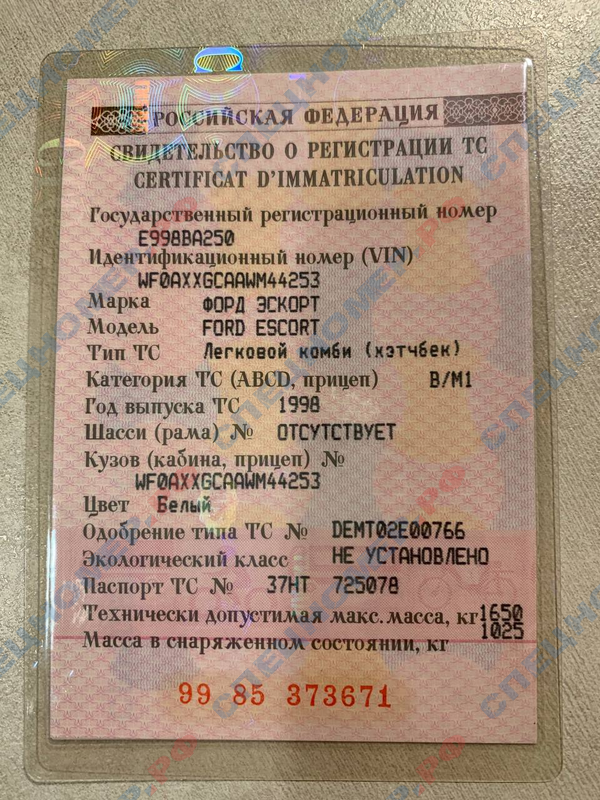 РОССИЙСКАЯ ФЕДЕРАЦИЯ
СВИДЕТЕЛЬСТВО О РЕГИСТРАЦИИ ТС
CERTIFICAT D'IMMATRICULATION
Государственный регистрационный номер
Е998ВА250
Идентификационный номер (VIN)
WF0AXXGCAAWM44253
Марка ФОРД ЭСКОРТ
Модель FORD ESCORT
Тип ТС Легковой комби (хэтчбек)
Категория ТС (ABCD, прицеп) B/M1
Год выпуска ТС 1998
Шасси (рама) № ОТСУТСТВУЕТ
Кузов (кабина, прицеп) №
WF0AXXGCAAWM44253
Цвет Белый
Одобрение типа ТС № DEMT02E00766
Экологический класс НЕ УСТАНОВЛЕНО
Паспорт ТС № 37НТ 725078
Технически допустимая макс. масса, кг 1650
Масса в снаряженном состоянии, кг 1025
99 85 373671
СПЕЦНОМЕР.РФ